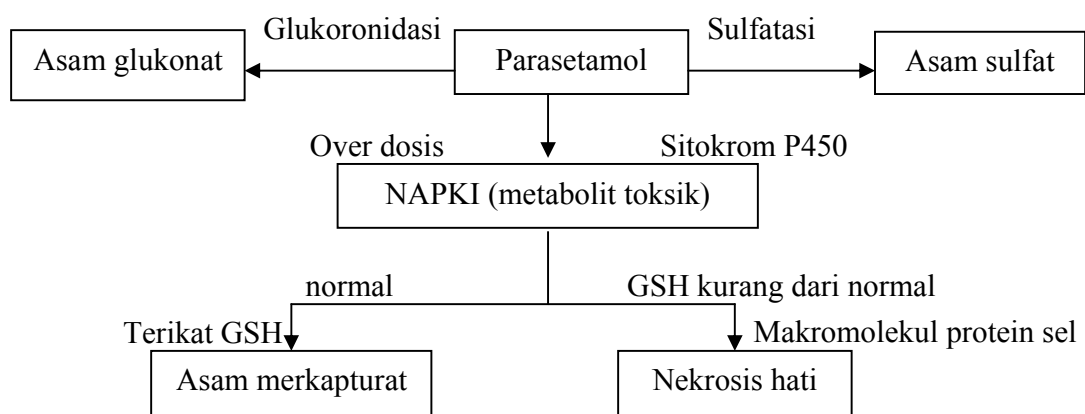 Glukoronidasi
Sulfatasi
Asam glukonat
Parasetamol
Asam sulfat
Over dosis
Sitokrom P450
NAPKI (metabolit toksik)
normal
GSH kurang dari normal
Terikat GSH
Makromolekul protein sel
Asam merkapturat
Nekrosis hati